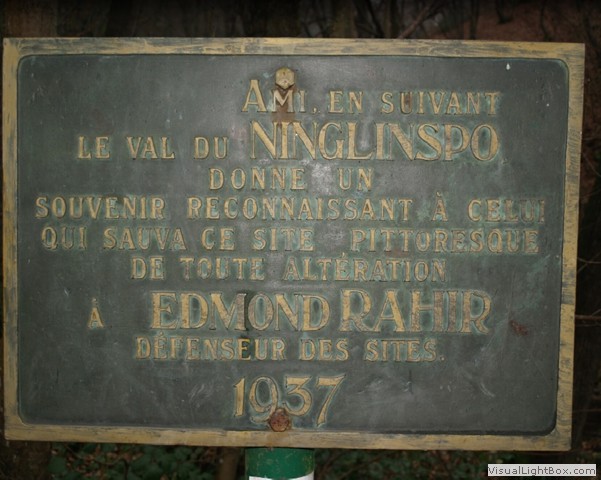 AMI, EN SUIVANT
LE VAL DU NINGLINSPO
DONNE UN
SOUVENIR RECONNAISSANT À CELUI
QUI SAUVA CE SITE PITTORESQUE
DE TOUTE ALTÉRATION
À EDMOND RAHIR
DÉFENSEUR DES SITES.
1937
VisualLightBox.com